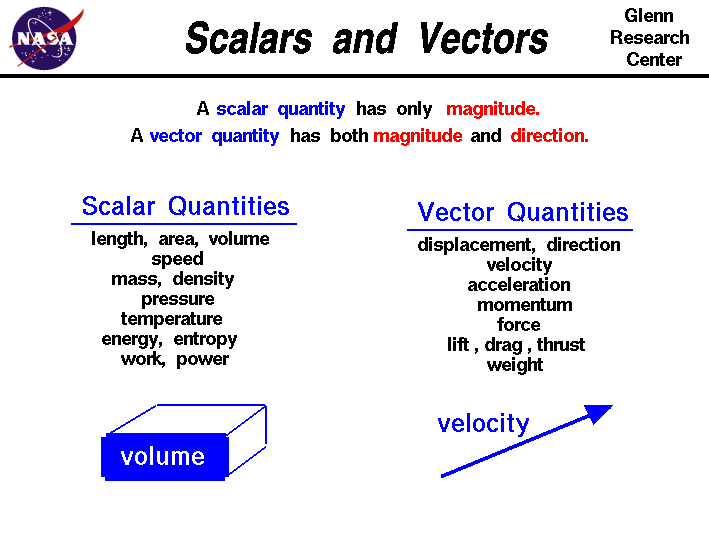 NASA
Scalars and Vectors
Glenn
Research
Center
A scalar quantity has only magnitude.
A vector quantity has both magnitude and direction.
Scalar Quantities
length, area, volume
speed
mass, density
pressure
temperature
energy, entropy
work, power
volume
Vector Quantities
displacement, direction
velocity
acceleration
momentum
force
lift , drag , thrust
weight
velocity